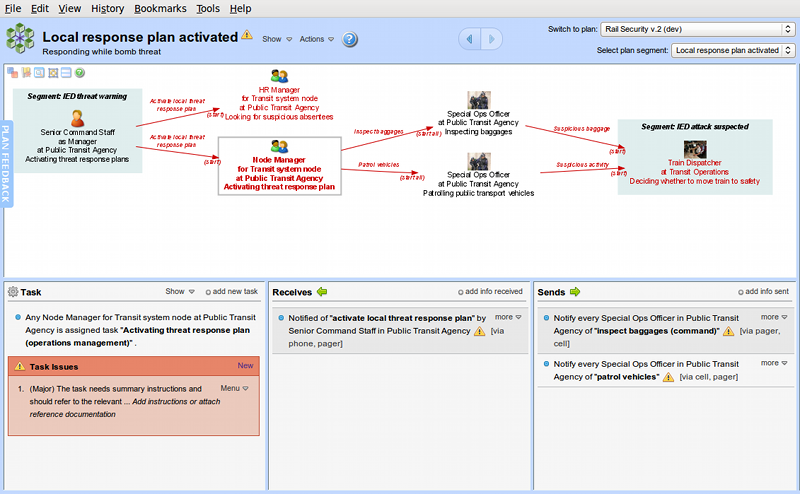 File Edit View History Bookmarks Tools Help
Local response plan activated
Show Actions ?
Responding while bomb threat
Switch to plan: Rail Security v.2 (dev)
Select plan segment: Local response plan activated
PLAN FEEDBACK
Segment: IED threat warning
Senior Command Staff
as Manager
at Public Transit Agency
Activating threat response plans
Activate local threat
response plan
(start)
Activate local threat
response plan
(start)
HR Manager
for Transit system node
at Public Transit Agency
Looking for suspicious absentees
Node Manager
for Transit system node
at Public Transit Agency
Activating threat response plan
Inspect baggages
(start all)
Patrol vehicles
(start all)
Special Ops Officer
at Public Transit Agency
Inspecting baggages
Special Ops Officer
at Public Transit Agency
Patrolling public transport vehicles
Suspicious baggage
(start)
Suspicious activity
(start)
Segment: IED attack suspected
Train Dispatcher
at Transit Operations
Deciding whether to move train to safety
Task
Show add new task
Any Node Manager for Transit system node at Public Transit
Agency is assigned task "Activating threat response plan
(operations management)" .
Task Issues New
1. (Major) The task needs summary instructions and
should refer to the relevant ... Add instructions or attach
reference documentation
Menu
Receives
add info received
Notified of "activate local threat response plan" by
Senior Command Staff in Public Transit Agency [via
phone, pager]
more
Sends
add info sent
Notify every Special Ops Officer in Public Transit
Agency of "inspect baggages (command)" [via pager,
cell]
more
Notify every Special Ops Officer in Public Transit
Agency of "patrol vehicles" [via cell, pager]
more